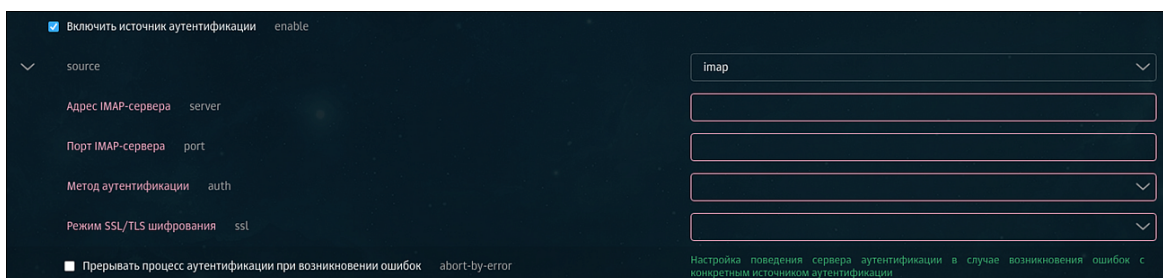 Включить источник аутентификации enable
source imap
Адрес IMAP-сервера server
Порт IMAP-сервера port
Метод аутентификации auth
Режим SSL/TLS шифрования ssl
Прерывать процесс аутентификации при возникновении ошибок abort-by-error
Настройка поведения сервера аутентификации в случае возникновения ошибок с
конкретным источником аутентификации